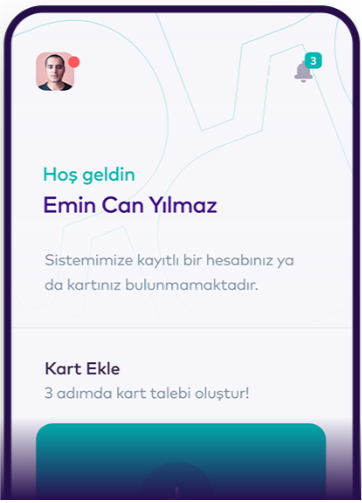 3
Hoş geldin
Emin Can Yılmaz
Sistemimize kayıtlı bir hesabınız ya
da kartınız bulunmamaktadır.
Kart Ekle
3 adımda kart talebi oluştur!